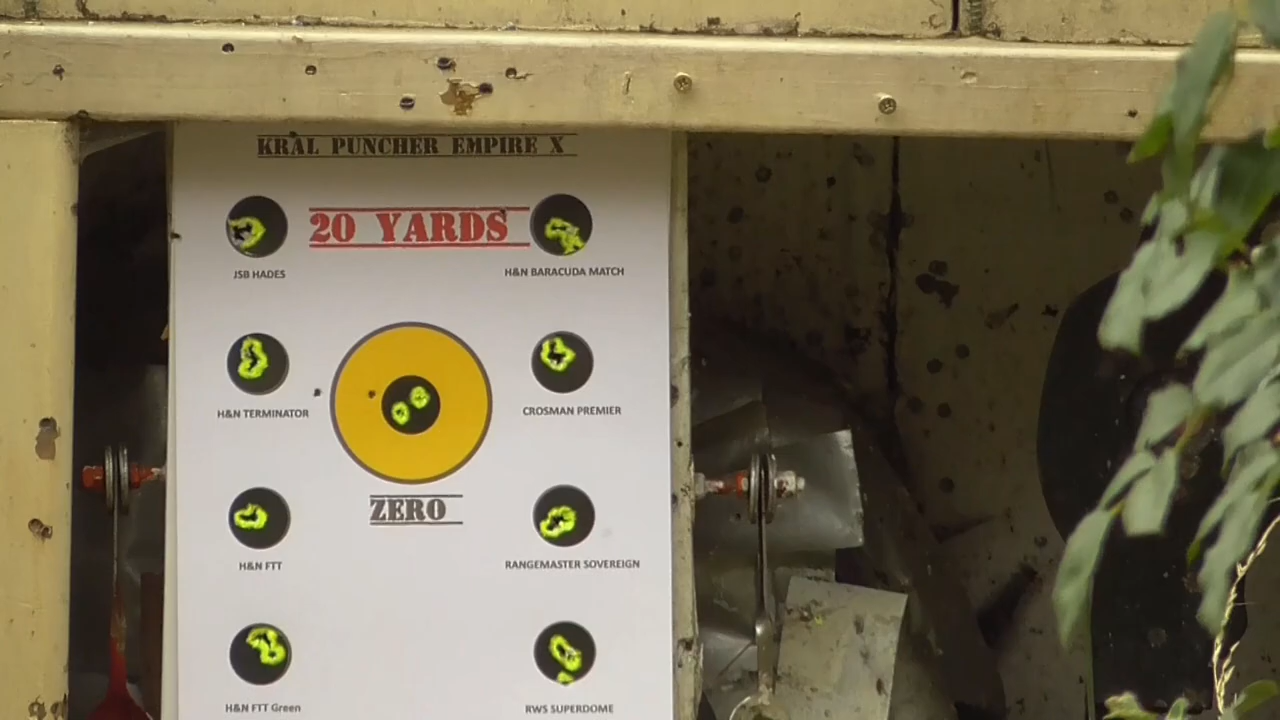 KRAL PUNCHER EMPIRE X
20 YARDS
JSB HADES
H&N BARACUDA MATCH
H&N TERMINATOR
CROSMAN PREMIER
ZERO
H&N FTT
RANGEMASTER SOVEREIGN
H&N FTT Green
RWS SUPERDOME